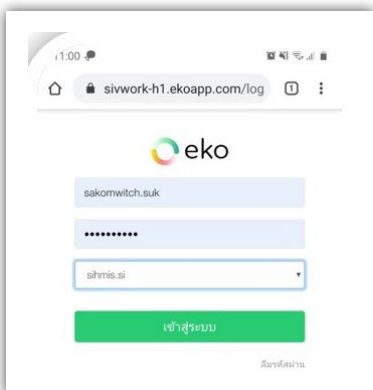 11:00
sivwork-h1.ekoapp.com/log 1
eko
sakomwitch.suk
••••••••••
sihmis.si
เข้าสู่ระบบ
ลืมรหัสผ่าน